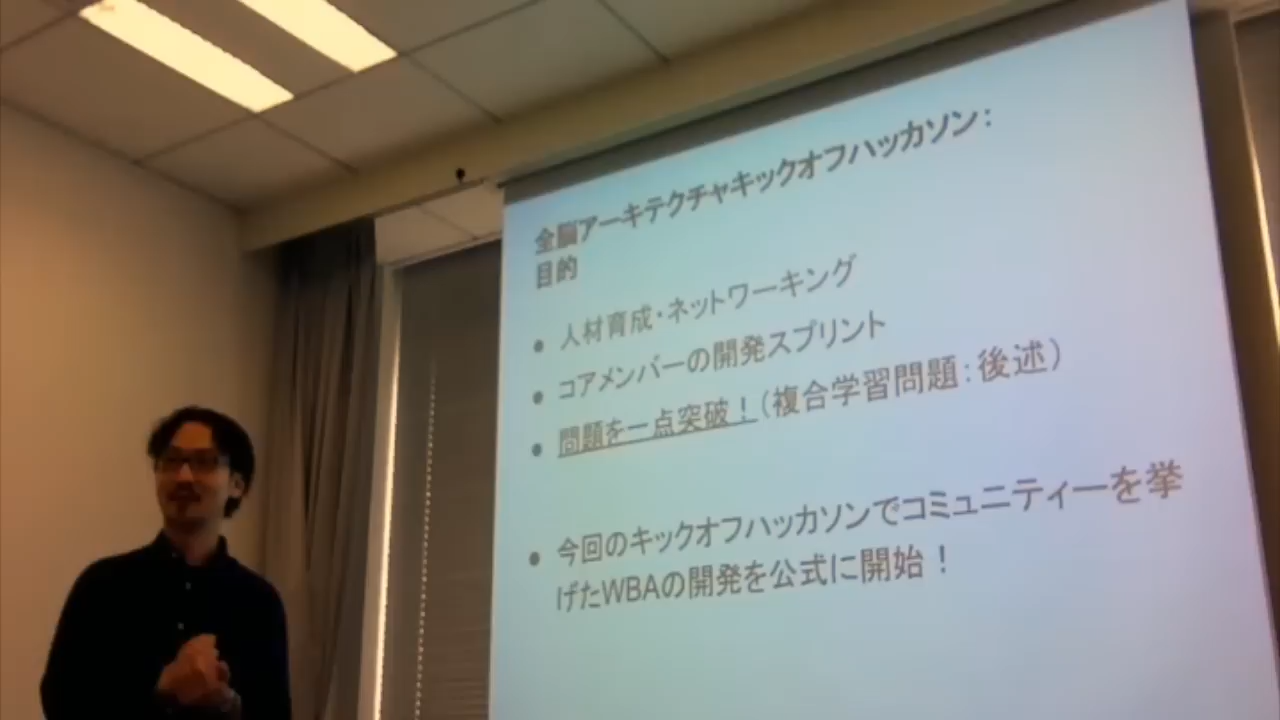 全脳アーキテクチャキックオフハッカソン：
目的
● 人材育成・ネットワーキング
● コアメンバーの開発スプリント
● 問題を一点突破！（複合学習問題：後述）
● 今回のキックオフハッカソンでコミュニティーを挙
げたWBAの開発を公式に開始！